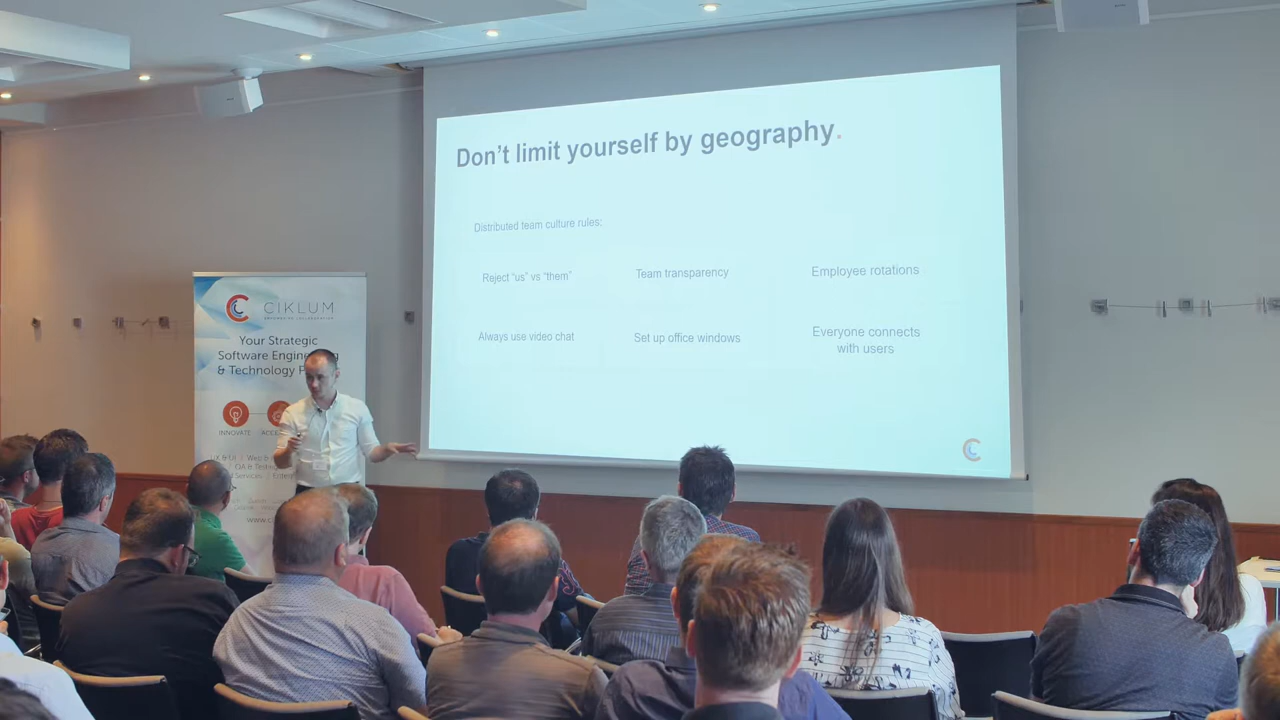 Don't limit yourself by geography.
Distributed team culture rules:
Reject "us" vs "them"
Team transparency
Employee rotations
Always use video chat
Set up office windows
Everyone connects
with users
CIKLUM
Your Strategic
Software Engineering
& Technology
INNOVATE